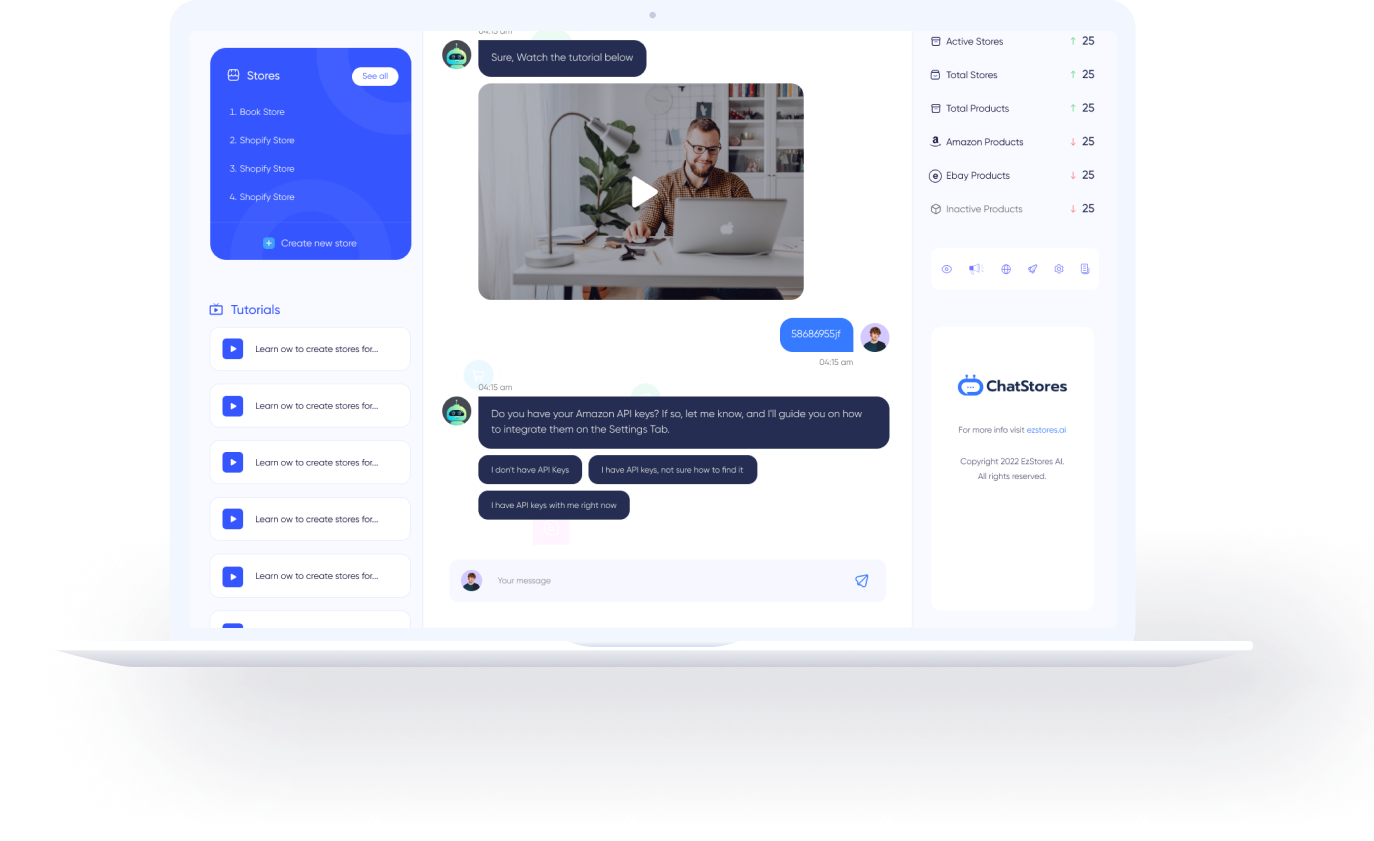 Stores
See all
1. Book Store
2. Shopify Store
3. Shopify Store
4. Shopify Store
Create new store
Tutorials
Learn ow to create stores for...
Learn ow to create stores for...
Learn ow to create stores for...
Learn ow to create stores for...
Learn ow to create stores for...
04:15 am
Sure, Watch the tutorial below
58686955jf
04:15 am
04:15 am
Do you have your Amazon API keys? If so, let me know, and I'll guide you on how
to integrate them on the Settings Tab.
I don't have API Keys
I have API keys, not sure how to find it
I have API keys with me right now
Your message
Active Stores ↑ 25
Total Stores ↑ 25
Total Products ↑ 25
Amazon Products ↓ 25
Ebay Products ↓ 25
Inactive Products ↓ 25
ChatStores
For more info visit ezstores.ai
Copyright 2022 EzStores AI.
All rights reserved.